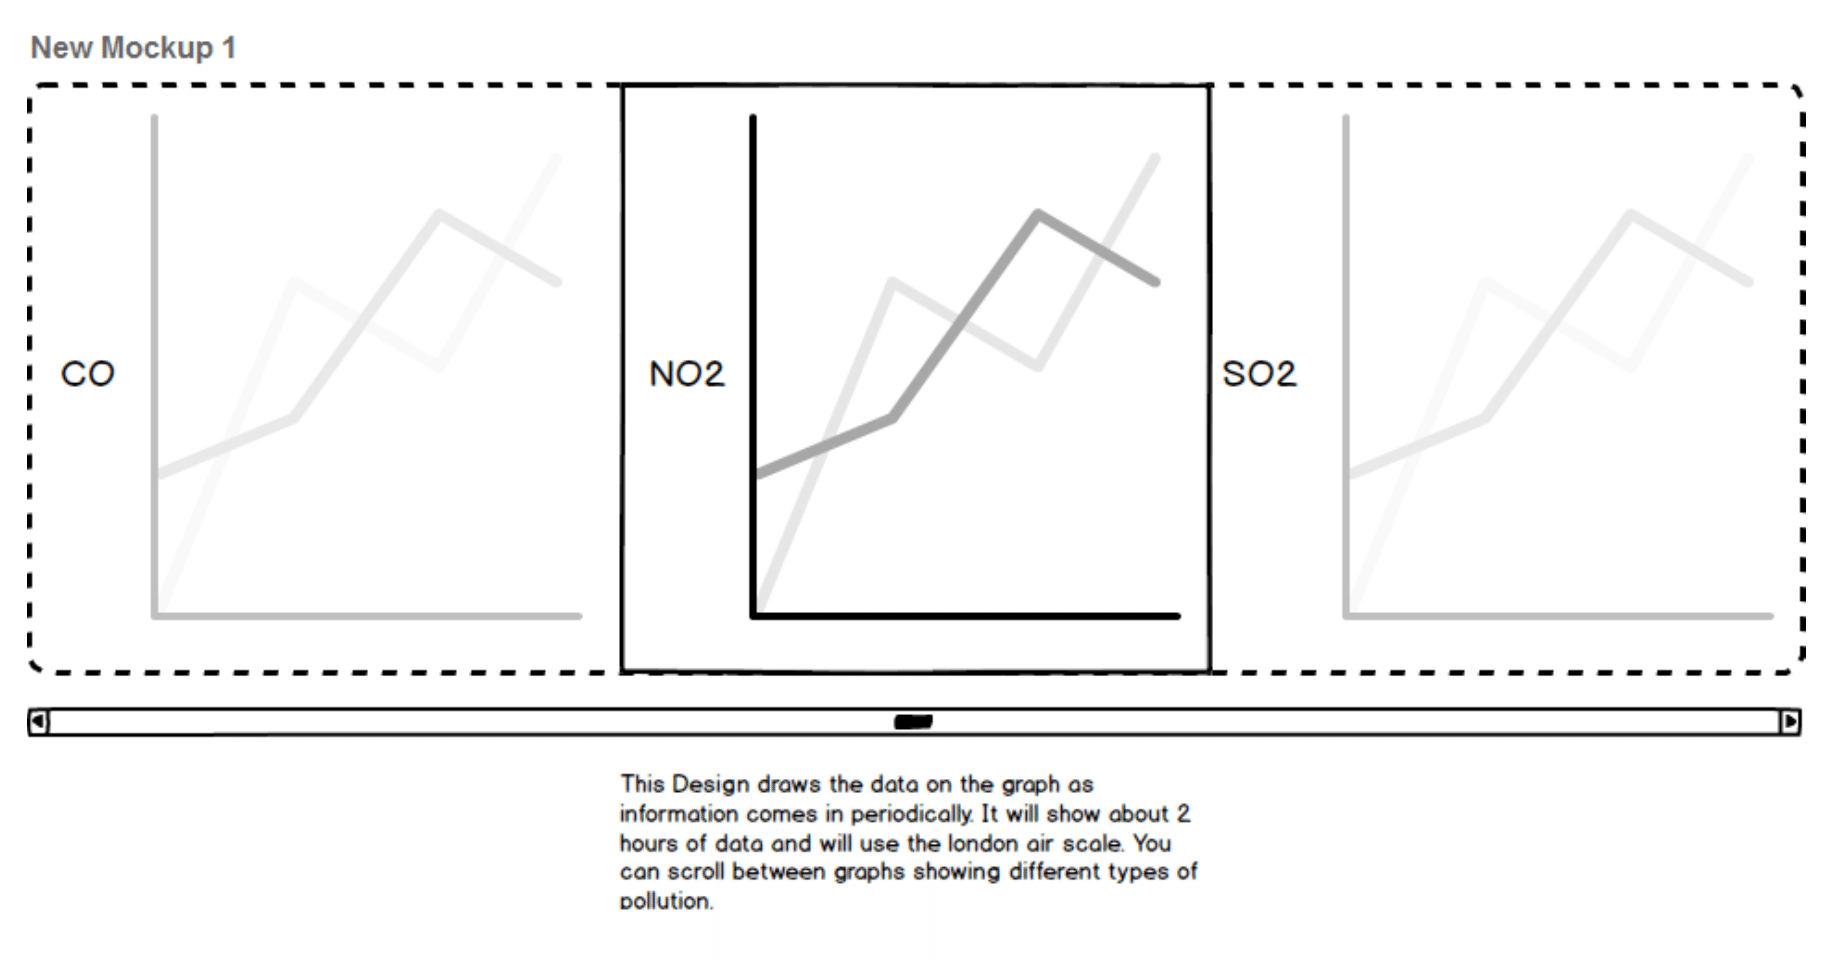 New Mockup 1
CO
NO2
SO2
This Design draws the data on the graph as
information comes in periodically. It will show about 2
hours of data and will use the london air scale. You
can scroll between graphs showing different types of
pollution.